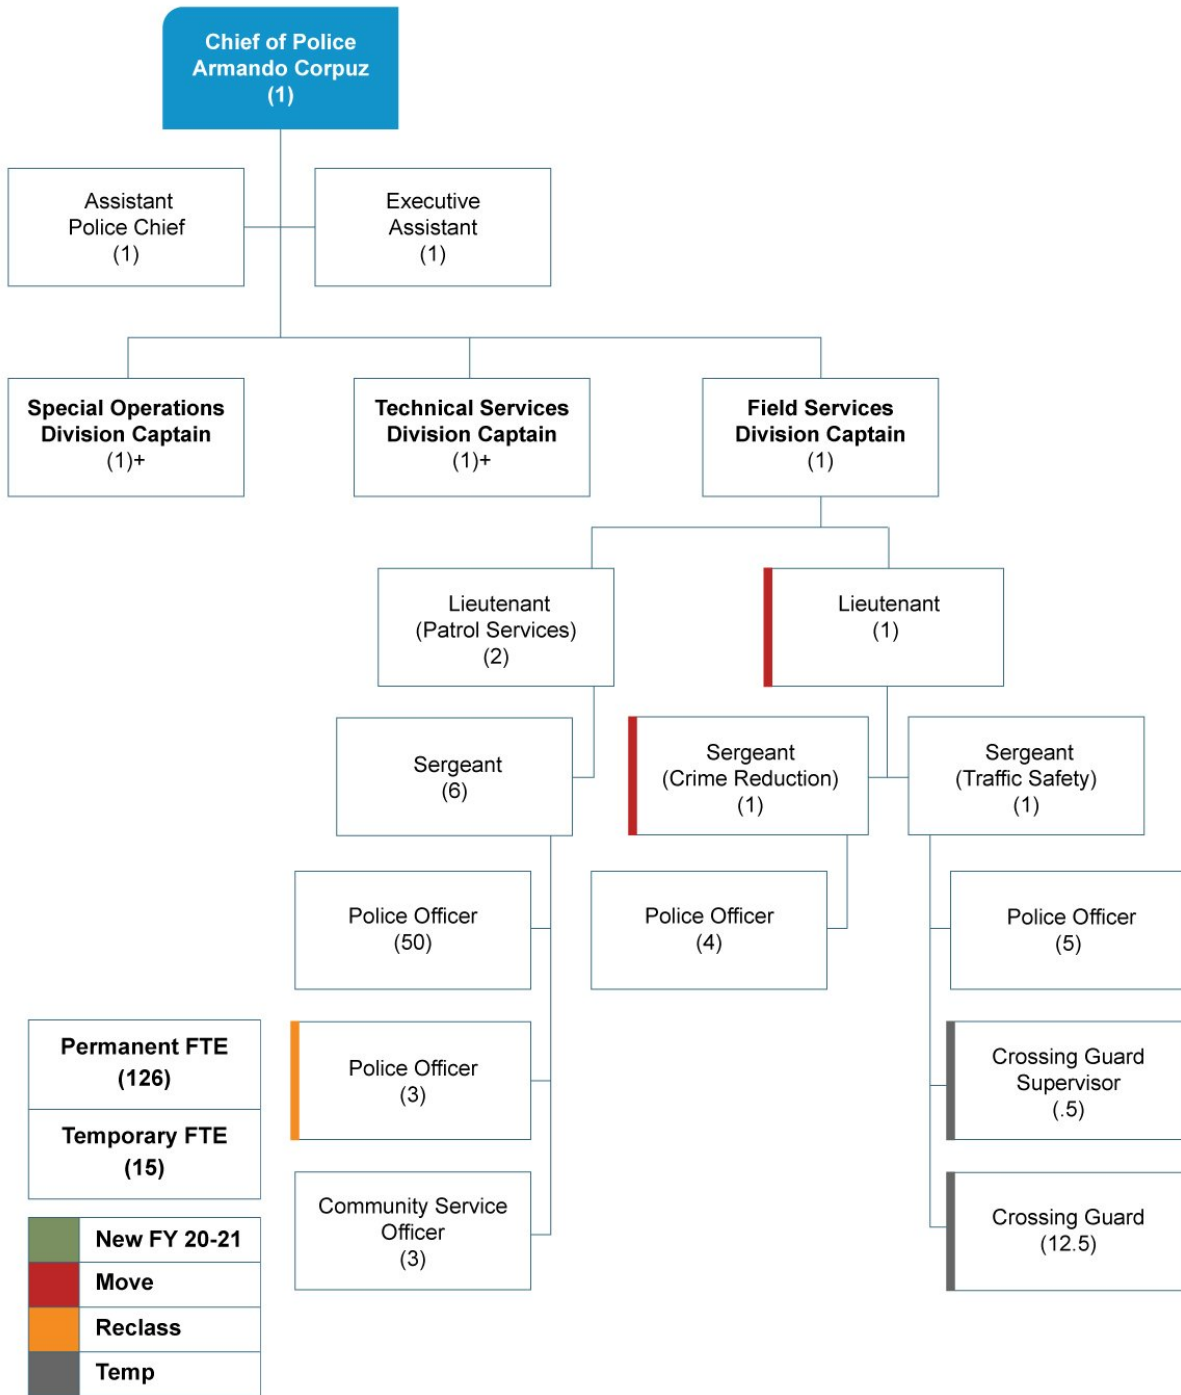 Chief of Police
Armando Corpuz
(1)
Assistant
Police Chief
(1)
Executive
Assistant
(1)
Special Operations
Division Captain
(1)+
Technical Services
Division Captain
(1)+
Field Services
Division Captain
(1)
Lieutenant
(Patrol Services)
(2)
Lieutenant
(1)
Sergeant
(6)
Sergeant
(Crime Reduction)
(1)
Sergeant
(Traffic Safety)
(1)
Police Officer
(50)
Police Officer
(4)
Police Officer
(5)
Police Officer
(3)
Crossing Guard
Supervisor
(.5)
Community Service
Officer
(3)
Crossing Guard
(12.5)
Permanent FTE
(126)
Temporary FTE
(15)
New FY 20-21
Move
Reclass
Temp